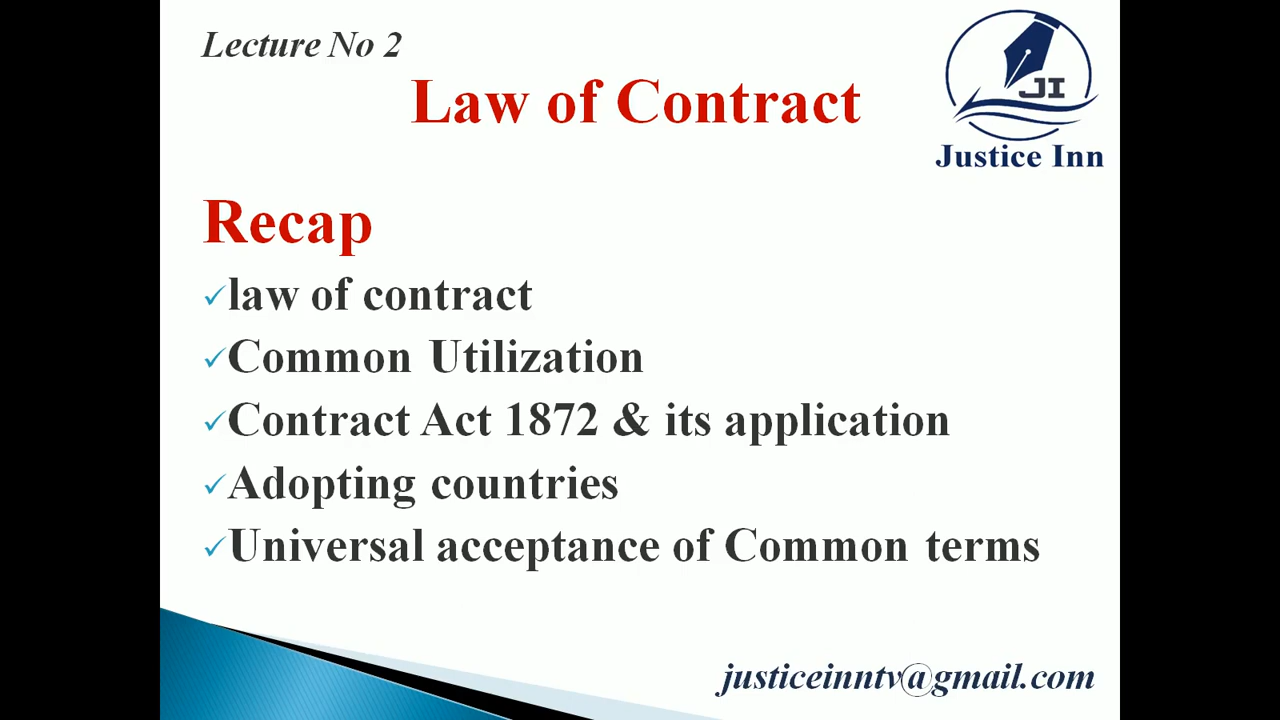 Lecture No 2
Law of Contract
JI
Justice Inn
Recap
law of contract
Common Utilization
Contract Act 1872 & its application
Adopting countries
Universal acceptance of Common terms
justiceinntv@gmail.com